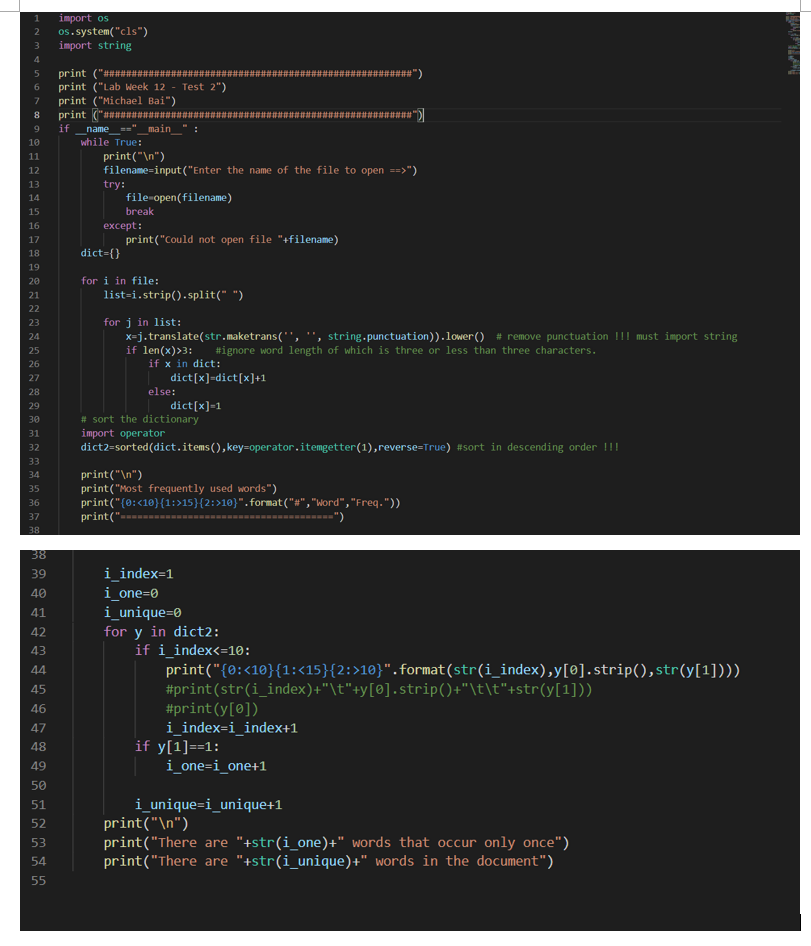 1 import os
2 os.system("cls")
3 import string
4
5 print ("#######################################################")
6 print ("Lab Week 12 - Test 2")
7 print ("Michael Bai")
8 print ("#######################################################")
9 if __name__=="__main__" :
10 while True:
11 print("\n")
12 filename=input("Enter the name of the file to open ==>")
13 try:
14 file=open(filename)
15 break
16 except:
17 print("Could not open file "+filename)
18 dict={}
19
20 for i in file:
21 list=i.strip().split(" ")
22
23 for j in list:
24 x=j.translate(str.maketrans('', '', string.punctuation)).lower() # remove punctuation !!! must import string
25 if len(x)>3: #ignore word length of which is three or less than three characters.
26 if x in dict:
27 dict[x]=dict[x]+1
28 else:
29 dict[x]=1
30 # sort the dictionary
31 import operator
32 dict2=sorted(dict.items(),key=operator.itemgetter(1),reverse=True) #sort in descending order !!!
33
34 print("\n")
35 print("Most frequently used words")
36 print("{0:<10}{1:>15}{2:>10}".format("#","Word","Freq."))
37 print("======================================")
38
38
39 i_index=1
40 i_one=0
41 i_unique=0
42 for y in dict2:
43 if i_index<=10:
44 print("{0:<10}{1:<15}{2:>10}".format(str(i_index),y[0].strip(),str(y[1])))
45 #print(str(i_index)+"\t"+y[0].strip()+"\t\t"+str(y[1]))
46 #print(y[0])
47 i_index=i_index+1
48 if y[1]==1:
49 i_one=i_one+1
50
51 i_unique=i_unique+1
52 print("\n")
53 print("There are "+str(i_one)+" words that occur only once")
54 print("There are "+str(i_unique)+" words in the document")
55